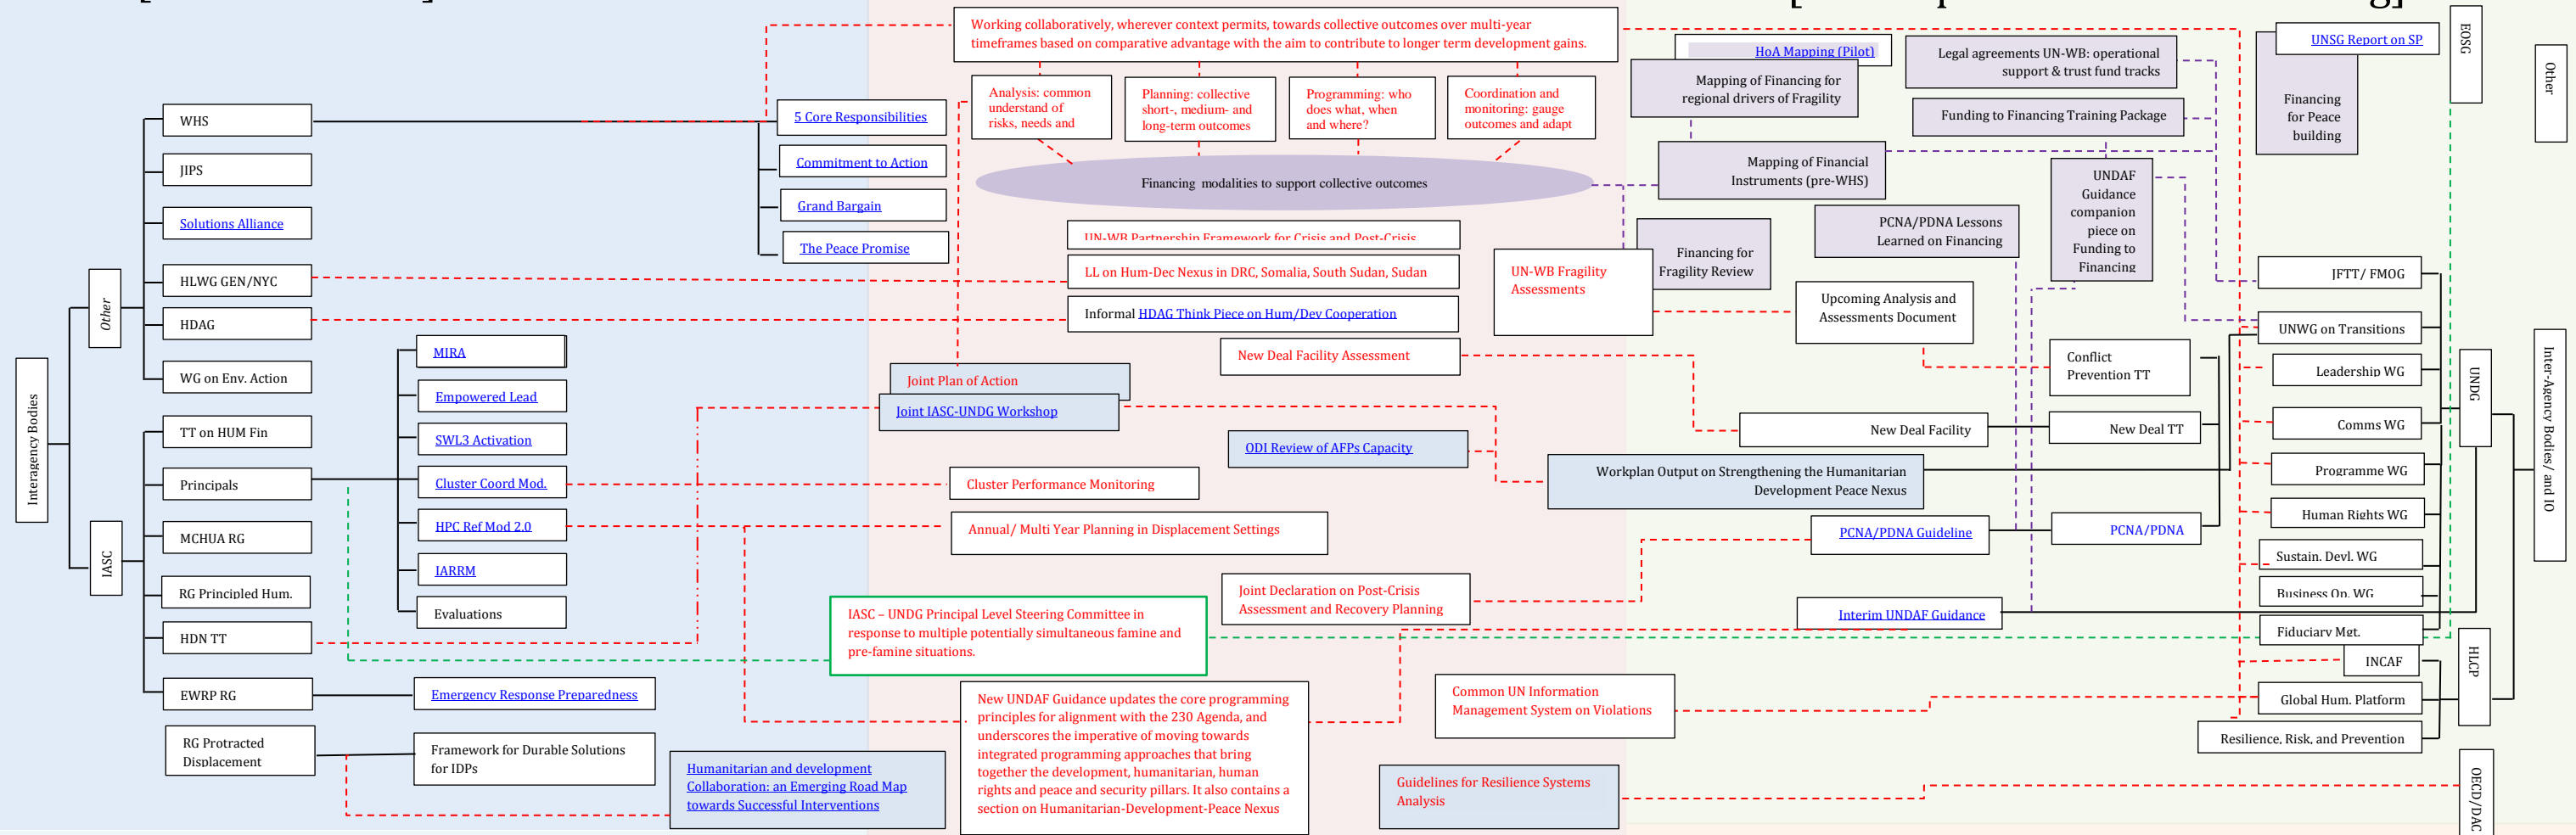 Interagency Bodies
Other
IASC
WHS
JIPS
Solutions Alliance
HLWG GEN/NYC
HDAG
WG on Env. Action
TT on HUM Fin
Principals
MCHUA RG
RG Principled Hum.
HDN TT
EWRP RG
RG Protracted
Displacement
MIRA
Empowered Lead
SWL3 Activation
Cluster Coord Mod.
HPC Ref Mod 2.0
IARRM
Evaluations
Emergency Response Preparedness
Framework for Durable Solutions
for IDPs
5 Core Responsibilities
Commitment to Action
Grand Bargain
The Peace Promise
Humanitarian and development
Collaboration: an Emerging Road Map
towards Successful Interventions
Working collaboratively, wherever context permits, towards collective outcomes over multi-year
timeframes based on comparative advantage with the aim to contribute to longer term development gains.
Analysis: common
understand of
risks, needs and
Planning: collective
short-, medium- and
long-term outcomes
Programming: who
does what, when
and where?
Coordination and
monitoring: gauge
outcomes and adapt
Financing modalities to support collective outcomes
UN-WB Partnership Framework for Crisis and Post-Crisis
LL on Hum-Dec Nexus in DRC, Somalia, South Sudan, Sudan
Informal HDAG Think Piece on Hum/Dev Cooperation
New Deal Facility Assessment
Joint Plan of Action
Joint IASC-UNDG Workshop
ODI Review of AFPs Capacity
Cluster Performance Monitoring
Annual/ Multi Year Planning in Displacement Settings
Joint Declaration on Post-Crisis
Assessment and Recovery Planning
IASC – UNDG Principal Level Steering Committee in
response to multiple potentially simultaneous famine and
pre-famine situations.
New UNDAF Guidance updates the core programming
principles for alignment with the 230 Agenda, and
underscores the imperative of moving towards
integrated programming approaches that bring
together the development, humanitarian, human
rights and peace and security pillars. It also contains a
section on Humanitarian-Development-Peace Nexus
Common UN Information
Management System on Violations
Guidelines for Resilience Systems
Analysis
UN-WB Fragility
Assessments
Financing for
Fragility Review
HoA Mapping (Pilot)
Mapping of Financing for
regional drivers of Fragility
Mapping of Financial
Instruments (pre-WHS)
Legal agreements UN-WB: operational
support & trust fund tracks
Funding to Financing Training Package
PCNA/PDNA Lessons
Learned on Financing
UNDAF
Guidance
companion
piece on
Funding to
Financing
Upcoming Analysis and
Assessments Document
Conflict
Prevention TT
New Deal Facility
New Deal TT
Workplan Output on Strengthening the Humanitarian
Development Peace Nexus
PCNA/PDNA Guideline
PCNA/PDNA
Interim UNDAF Guidance
UNSG Report on SP
Financing
for Peace
building
JFTT/ FMOG
UNWG on Transitions
Leadership WG
Comms WG
Programme WG
Human Rights WG
Sustain. Devl. WG
Business Op. WG
Fiduciary Mgt.
INCAF
Global Hum. Platform
Resilience, Risk, and Prevention
EOSG
Other
UNDG
HLCP
OECD/DAC
Inter-Agency Bodies/ and IO